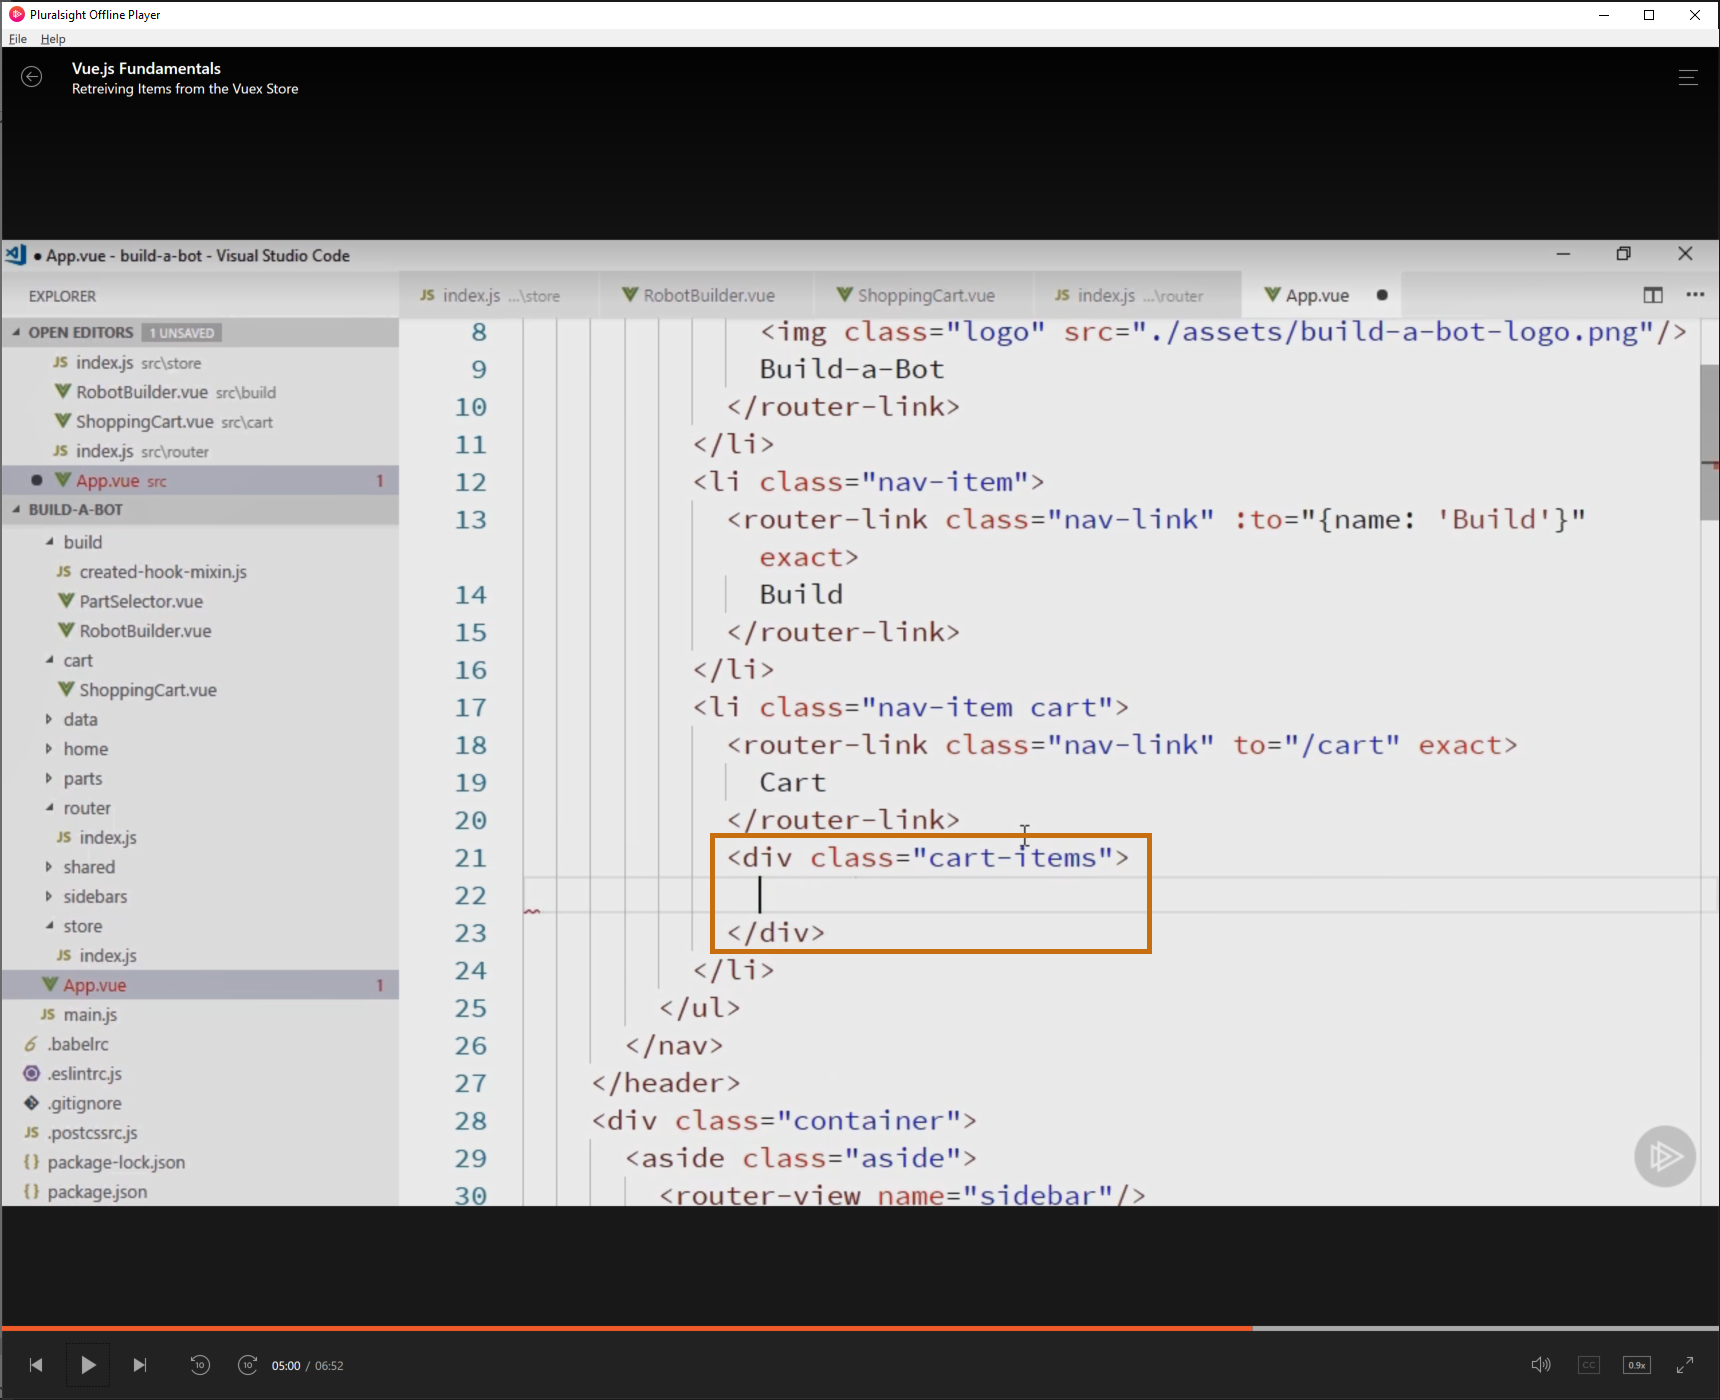 Pluralsight Offline Player
File Help
Vue.js Fundamentals
Retreiving Items from the Vuex Store
● App.vue - build-a-bot - Visual Studio Code
EXPLORER
OPEN EDITORS 1 UNSAVED
JS index.js src\store
RobotBuilder.vue src\build
ShoppingCart.vue src\cart
JS index.js src\router
● App.vue src 1
BUILD-A-BOT
build
JS created-hook-mixin.js
PartSelector.vue
RobotBuilder.vue
cart
ShoppingCart.vue
data
home
parts
router
JS index.js
shared
sidebars
store
JS index.js
App.vue 1
JS main.js
.babelrc
.eslintrc.js
.gitignore
JS .postcssrc.js
{} package-lock.json
{} package.json
JS index.js ...\store RobotBuilder.vue ShoppingCart.vue JS index.js ...\router App.vue ●
8 <img class="logo" src="./assets/build-a-bot-logo.png"/>
9 Build-a-Bot
10 </router-link>
11 </li>
12 <li class="nav-item">
13 <router-link class="nav-link" :to="{name: 'Build'}"
exact>
14 Build
15 </router-link>
16 </li>
17 <li class="nav-item cart">
18 <router-link class="nav-link" to="/cart" exact>
19 Cart
20 </router-link>
21 <div class="cart-items">
22
23 </div>
24 </li>
25 </ul>
26 </nav>
27 </header>
28 <div class="container">
29 <aside class="aside">
30 <router-view name="sidebar"/>
10 10 05:00 / 06:52 CC 0.9x